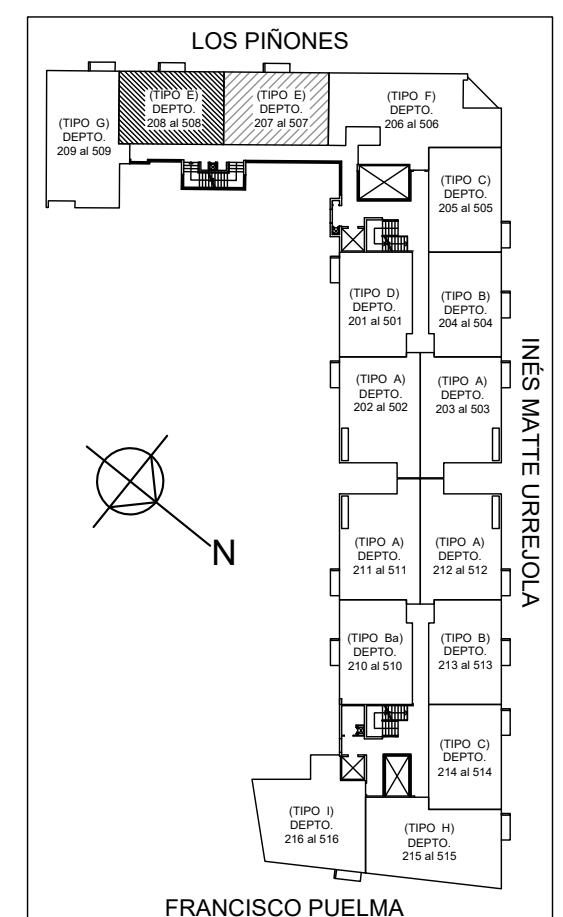 LOS PIÑONES
(TIPO G)
DEPTO.
209 al 509
(TIPO E)
DEPTO.
208 al 508
(TIPO E)
DEPTO.
207 al 507
(TIPO F)
DEPTO.
206 al 506
(TIPO C)
DEPTO.
205 al 505
(TIPO D)
DEPTO.
201 al 501
(TIPO B)
DEPTO.
204 al 504
(TIPO A)
DEPTO.
202 al 502
(TIPO A)
DEPTO.
203 al 503
INÉS MATTE URREJOLA
N
(TIPO A)
DEPTO.
211 al 511
(TIPO A)
DEPTO.
212 al 512
(TIPO Ba)
DEPTO.
210 al 510
(TIPO B)
DEPTO.
213 al 513
(TIPO C)
DEPTO.
214 al 514
(TIPO I)
DEPTO.
216 al 516
(TIPO H)
DEPTO.
215 al 515
FRANCISCO PUELMA